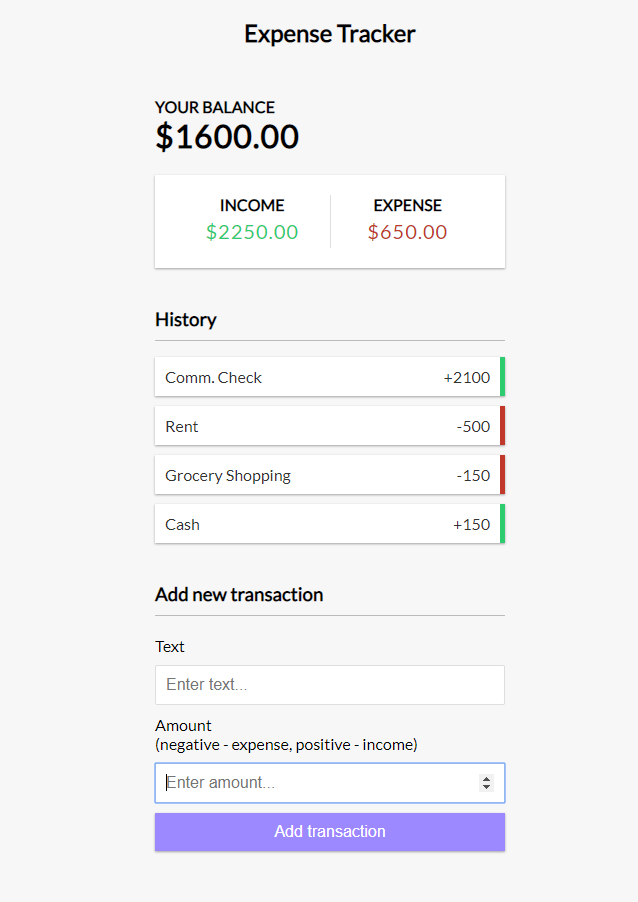 Expense Tracker
YOUR BALANCE
$1600.00
INCOME EXPENSE
$2250.00 $650.00
History
Comm. Check +2100
Rent -500
Grocery Shopping -150
Cash +150
Add new transaction
Text
Enter text...
Amount
(negative - expense, positive - income)
Enter amount...
Add transaction